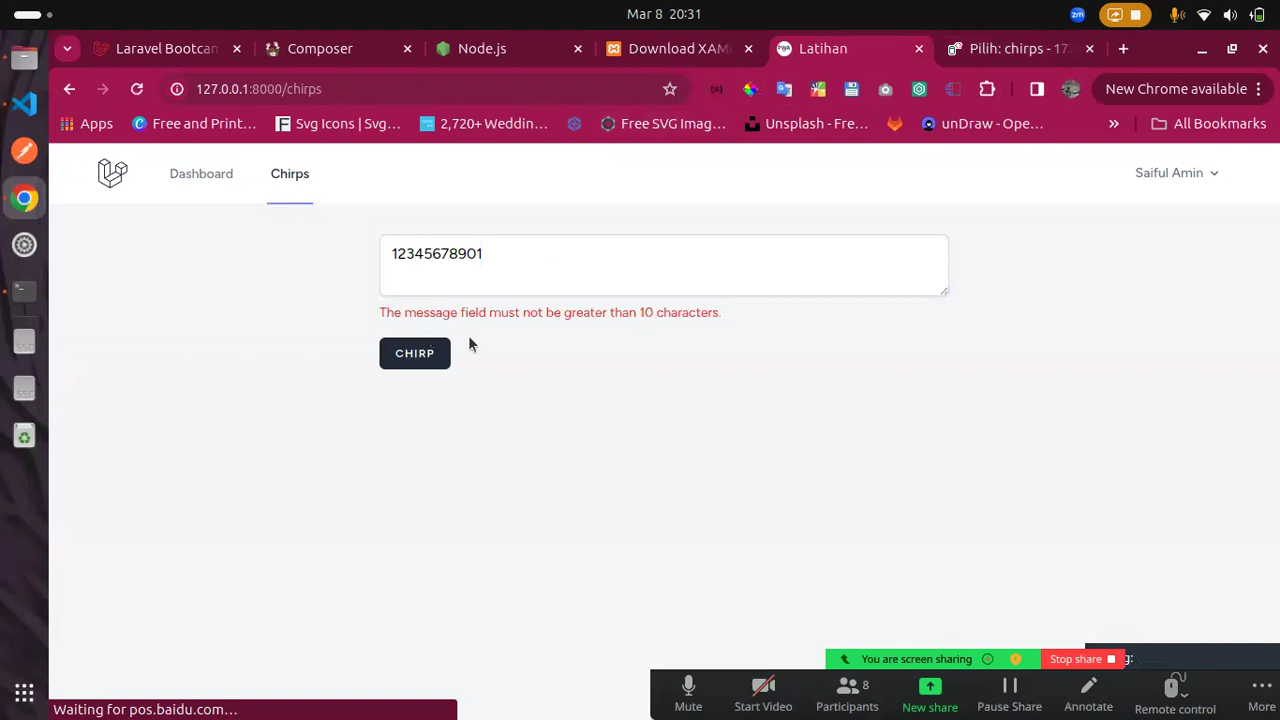 Mar 8 20:31
Laravel Bootcam
Composer
Node.js
Download XAM
PWA
Latihan
Pilih: chirps - 17
127.0.0.1:8000/chirps
New Chrome available
Apps
Free and Print...
Svg Icons | Svg...
2,720+ Weddin...
Free SVG Imag...
Unsplash - Fre...
unDraw - Ope...
»
All Bookmarks
Dashboard
Chirps
Saiful Amin
12345678901
The message field must not be greater than 10 characters.
CHIRP
You are screen sharing
Stop share
g:
Mute
Start Video
Participants
8
New share
Pause Share
Annotate
Remote control
More
Waiting for pos.baidu.com...